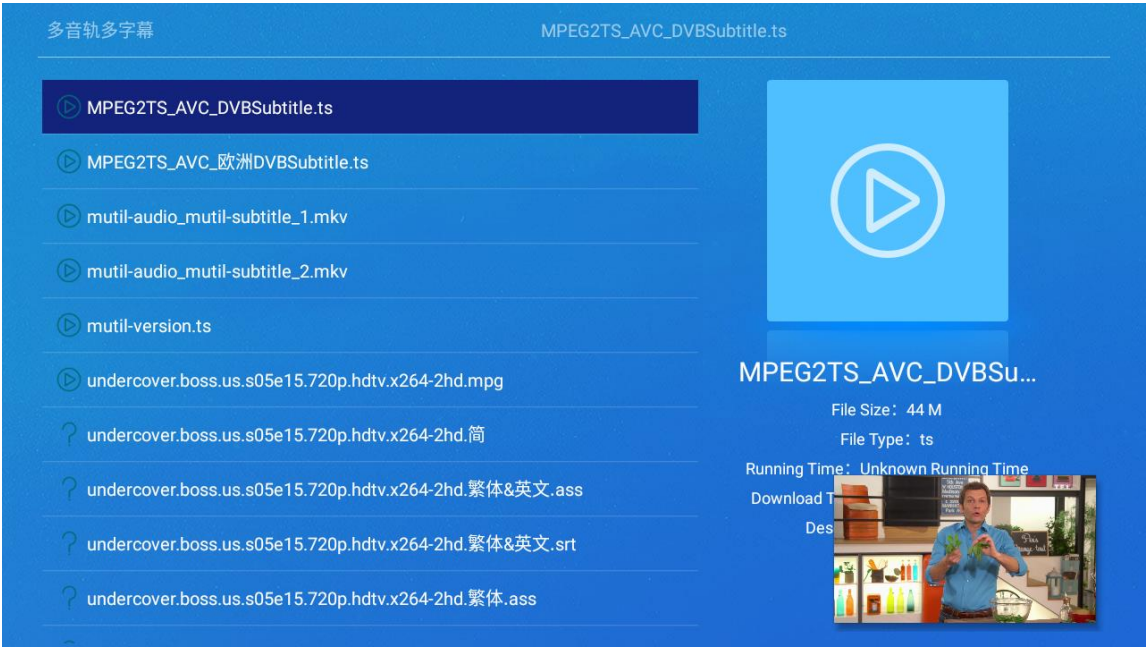 多音轨多字幕
MPEG2TS_AVC_DVBSubtitle.ts
MPEG2TS_AVC_DVBSubtitle.ts
MPEG2TS_AVC_欧洲DVBSubtitle.ts
mutil-audio_mutil-subtitle_1.mkv
mutil-audio_mutil-subtitle_2.mkv
mutil-version.ts
undercover.boss.us.s05e15.720p.hdtv.x264-2hd.mpg
undercover.boss.us.s05e15.720p.hdtv.x264-2hd.简
undercover.boss.us.s05e15.720p.hdtv.x264-2hd.繁体&英文.ass
undercover.boss.us.s05e15.720p.hdtv.x264-2hd.繁体&英文.srt
undercover.boss.us.s05e15.720p.hdtv.x264-2hd.繁体.ass
MPEG2TS_AVC_DVBSu...
File Size：44 M
File Type：ts
Running Time：Unknown Running Time
Download T
Des